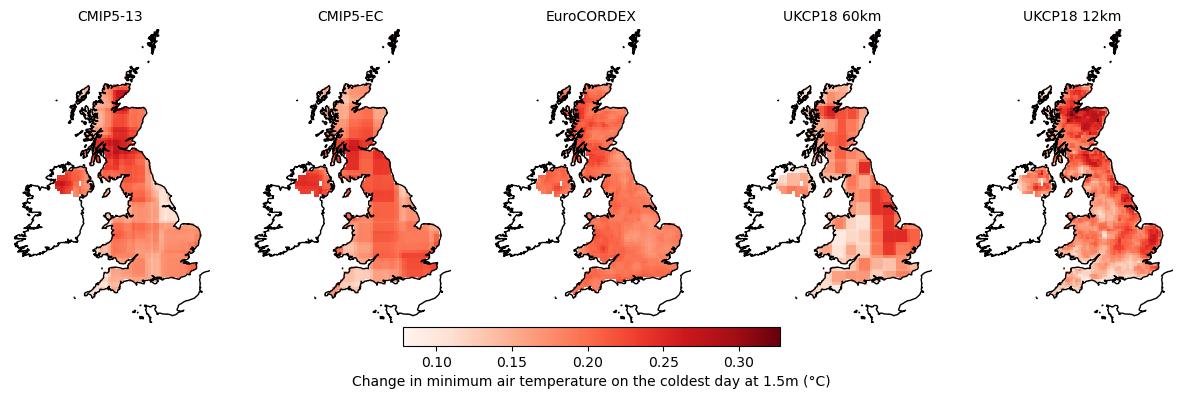 CMIP5-13 CMIP5-EC EuroCORDEX UKCP18 60km UKCP18 12km
0.10 0.15 0.20 0.25 0.30
Change in minimum air temperature on the coldest day at 1.5m (°C)